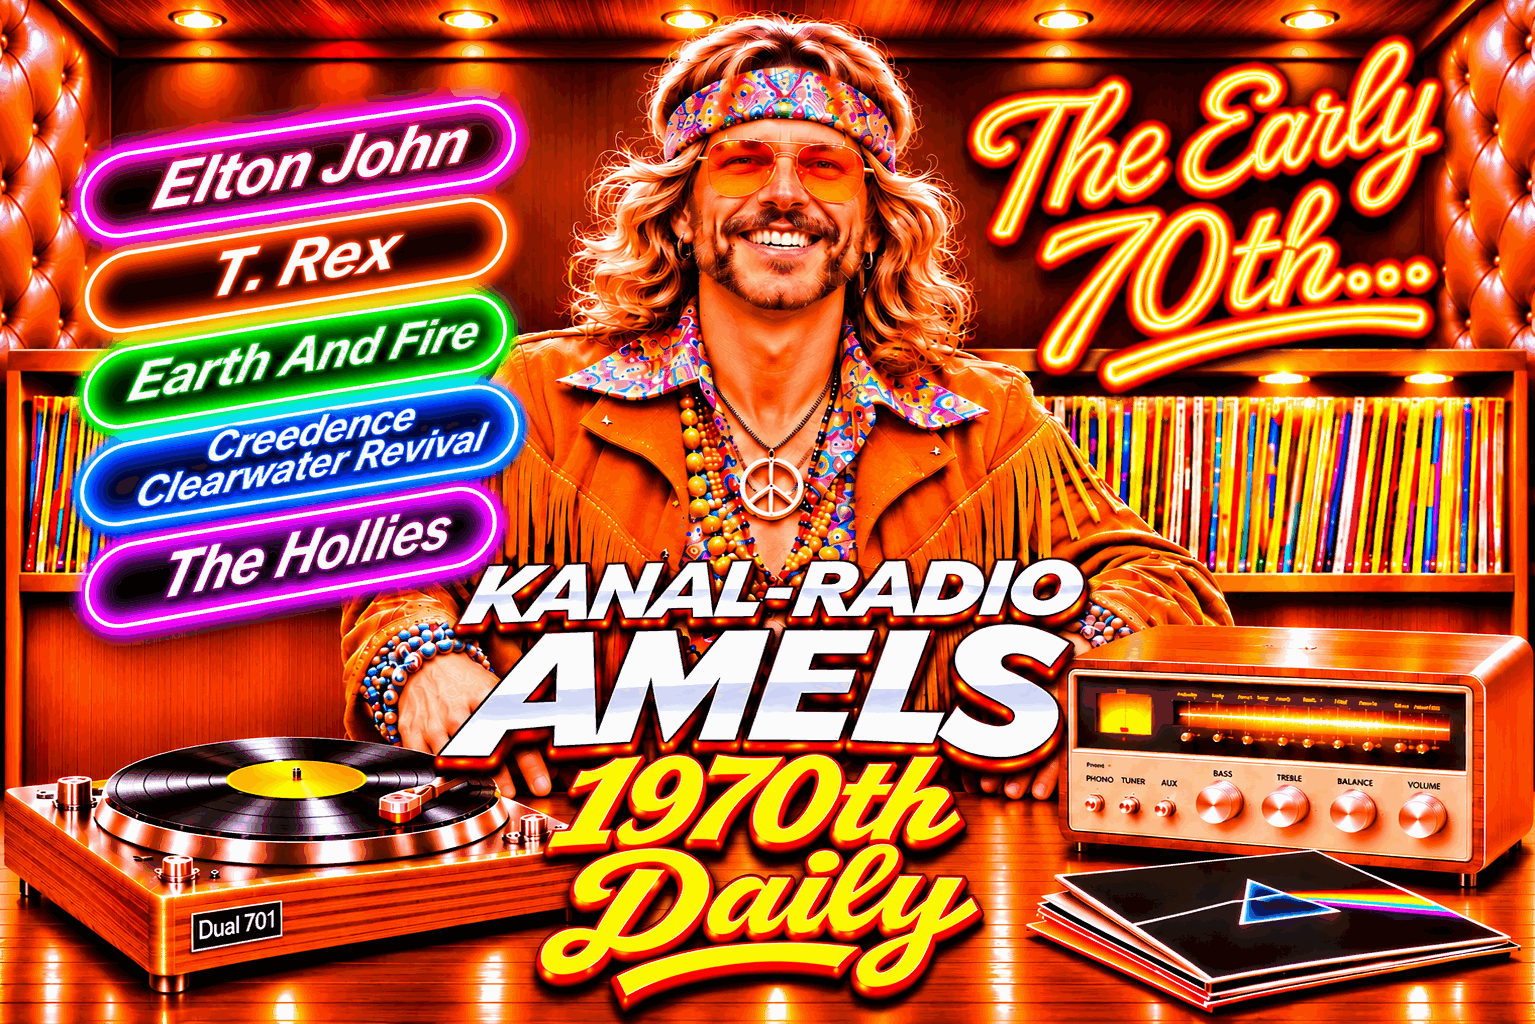 Elton John
T. Rex
Earth And Fire
Creedence
Clearwater Revival
The Hollies
The Early
70th...
KANAL-RADIO
AMELS
1970th
Daily
Dual 701
PHONO TUNER AUX BASS TREBLE BALANCE VOLUME